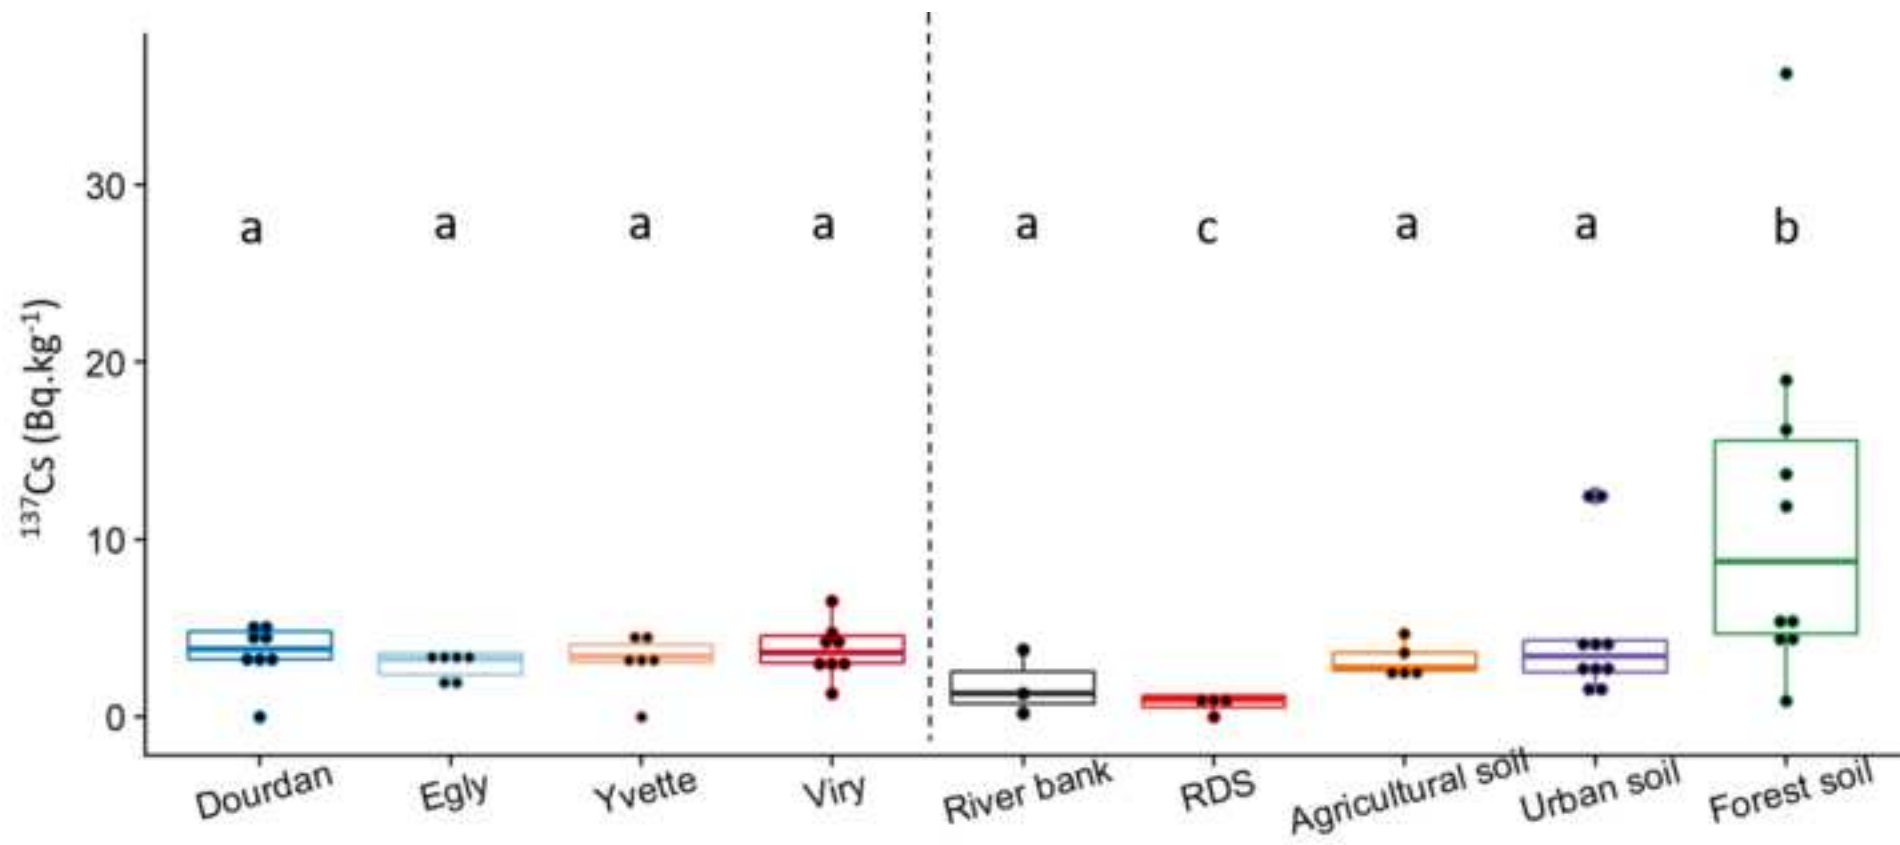 30
a a a a a c a a b
20
¹³⁷Cs (Bq.kg⁻¹)
10
0
Dourdan Egly Yvette Viry River bank RDS Agricultural soil Urban soil Forest soil